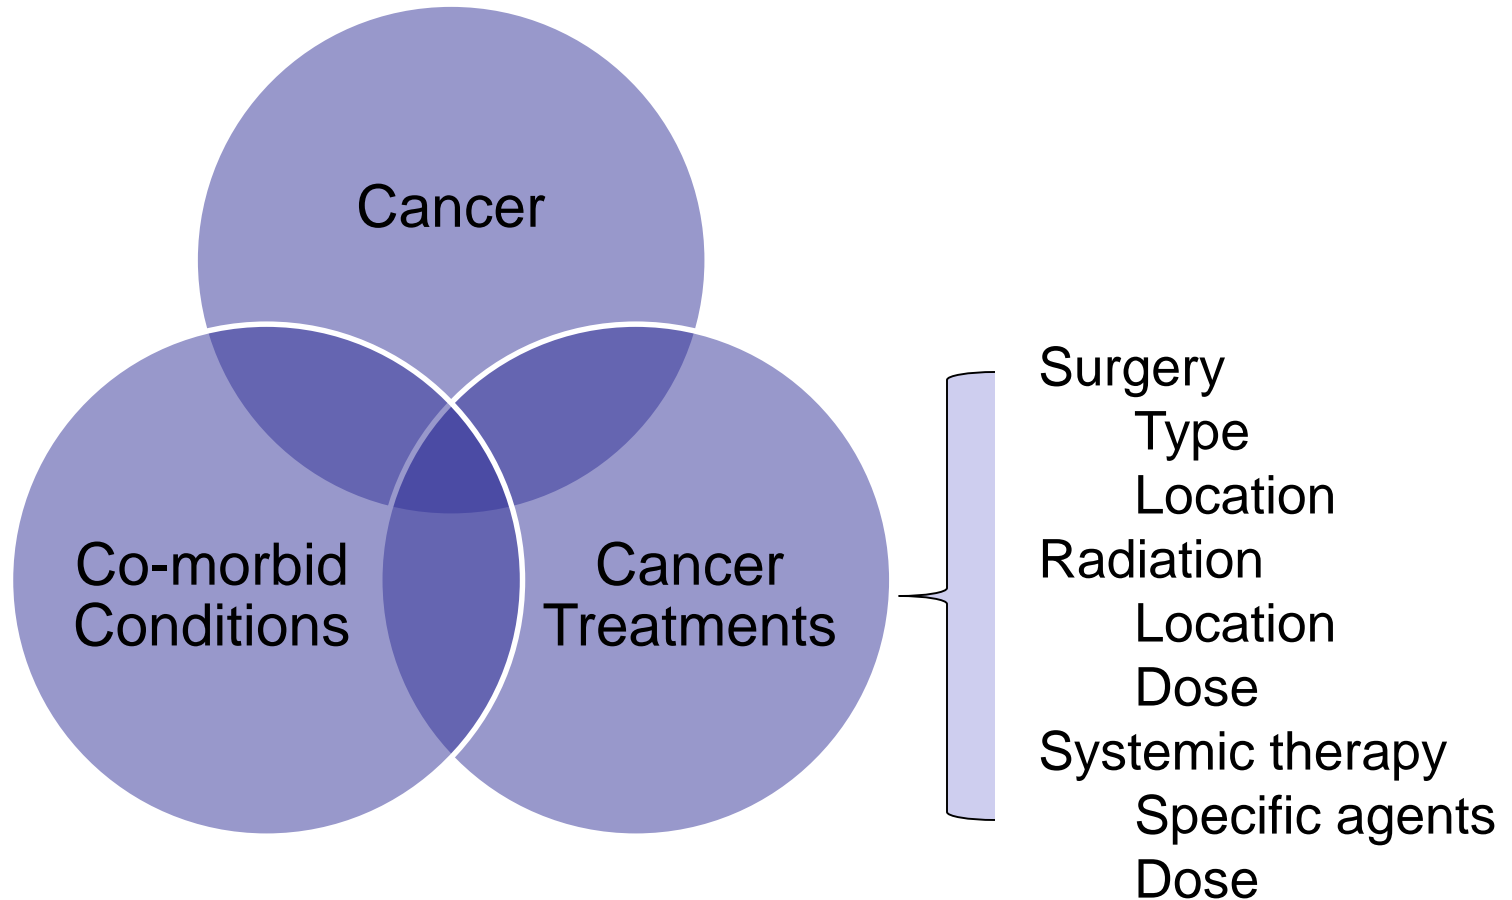 Cancer
Co-morbid
Conditions
Cancer
Treatments
Surgery
Type
Location
Radiation
Location
Dose
Systemic therapy
Specific agents
Dose